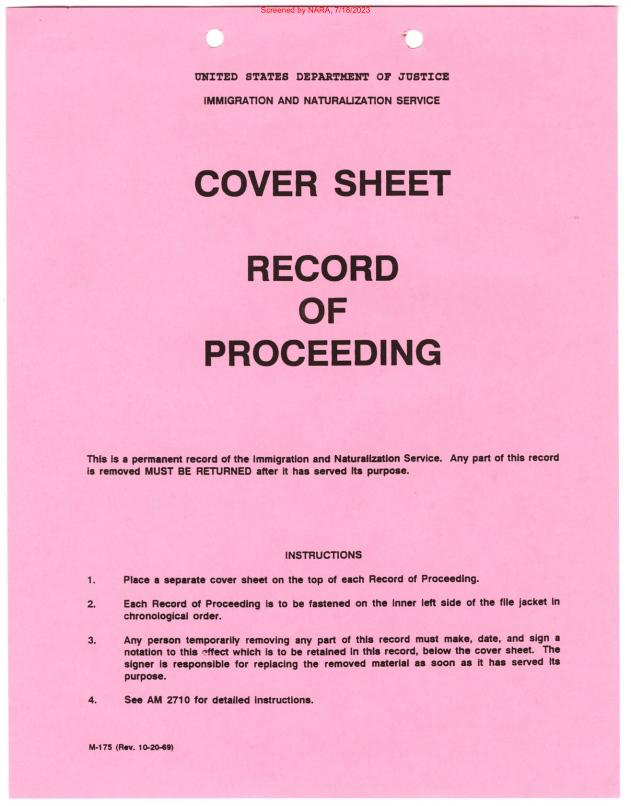 Screened by NARA, 7/18/2023
UNITED STATES DEPARTMENT OF JUSTICE
IMMIGRATION AND NATURALIZATION SERVICE
COVER SHEET
RECORD
OF
PROCEEDING
This is a permanent record of the Immigration and Naturalization Service. Any part of this record
is removed MUST BE RETURNED after it has served its purpose.
INSTRUCTIONS
1. Place a separate cover sheet on the top of each Record of Proceeding.
2. Each Record of Proceeding is to be fastened on the inner left side of the file jacket in
chronological order.
3. Any person temporarily removing any part of this record must make, date, and sign a
notation to this effect which is to be retained in this record, below the cover sheet. The
signer is responsible for replacing the removed material as soon as it has served its
purpose.
4. See AM 2710 for detailed instructions.
M-175 (Rev. 10-20-69)